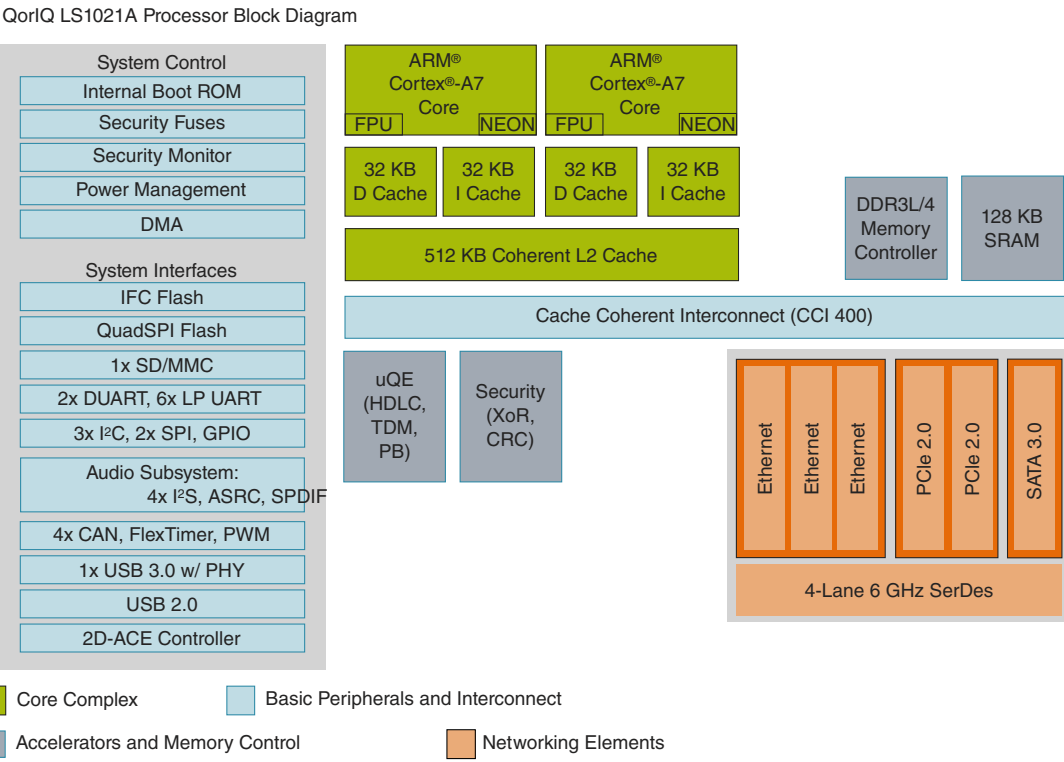 QorIQ LS1021A Processor Block Diagram
System Control
Internal Boot ROM
Security Fuses
Security Monitor
Power Management
DMA
System Interfaces
IFC Flash
QuadSPI Flash
1x SD/MMC
2x DUART, 6x LP UART
3x I²C, 2x SPI, GPIO
Audio Subsystem:
4x I²S, ASRC, SPDIF
4x CAN, FlexTimer, PWM
1x USB 3.0 w/ PHY
USB 2.0
2D-ACE Controller
ARM®
Cortex®-A7
Core
FPU
NEON
ARM®
Cortex®-A7
Core
FPU
NEON
32 KB
D Cache
32 KB
I Cache
32 KB
D Cache
32 KB
I Cache
512 KB Coherent L2 Cache
DDR3L/4
Memory
Controller
128 KB
SRAM
Cache Coherent Interconnect (CCI 400)
uQE
(HDLC,
TDM,
PB)
Security
(XoR,
CRC)
Ethernet
Ethernet
Ethernet
PCIe 2.0
PCIe 2.0
SATA 3.0
4-Lane 6 GHz SerDes
Core Complex
Basic Peripherals and Interconnect
Accelerators and Memory Control
Networking Elements